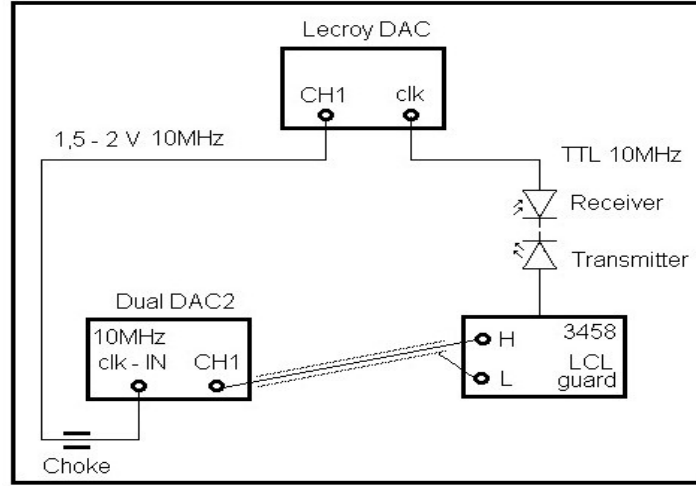 Lecroy DAC
CH1 clk
1,5 - 2 V 10MHz
TTL 10MHz
Receiver
Transmitter
Dual DAC2
10MHz
clk - IN CH1
H 3458
L LCL
guard
Choke